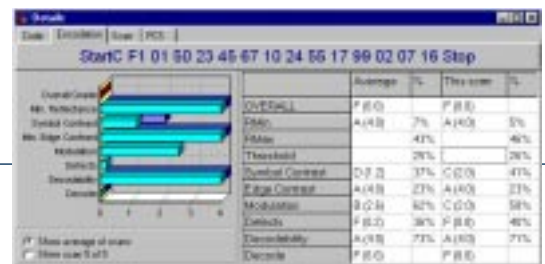 Details
Data Escalation Scan PCS
StartC F1 01 50 23 45 67 10 24 56 17 99 02 07 16 Stop
Overall Grade
Min. Reflectance
Symbol Contrast
Min. Edge Contrast
Modulation
Defects
Decodability
Decode
0 1 2 3 4
Average % This scan %
OVERALL F (0.0) F (0.0)
RMin A (4.0) 7% A (4.0) 5%
RMax 43% 46%
Threshold 25% 26%
Symbol Contrast D (1.2) 37% C (2.0) 41%
Edge Contrast A (4.0) 23% A (4.0) 23%
Modulation B (2.6) 62% C (2.0) 58%
Defects F (0.2) 36% F (0.0) 40%
Decodability A (4.0) 73% A (4.0) 71%
Decode F (0.0) F (0.0)
Show average of scans
Show scan 5 of 5